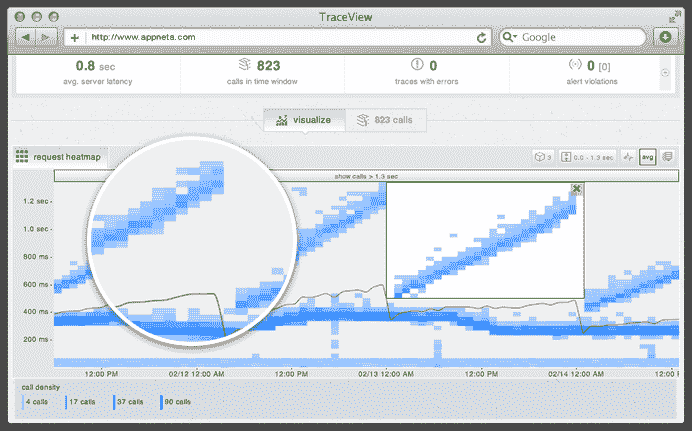 TraceView
http://www.appneta.com
Google
0.8 sec
avg. server latency
823
calls in time window
0
traces with errors
0 [0]
alert violations
visualize
823 calls
request heatmap
3
0.0 - 1.3 sec
avg
show calls > 1.3 sec
1.2 sec
1.0 sec
800 ms
600 ms
400 ms
200 ms
12:00 PM
02/12 12:00 AM
12:00 PM
02/13 12:00 AM
12:00 PM
02/14 12:00 AM
12:00 P
call density
4 calls
17 calls
37 calls
90 calls